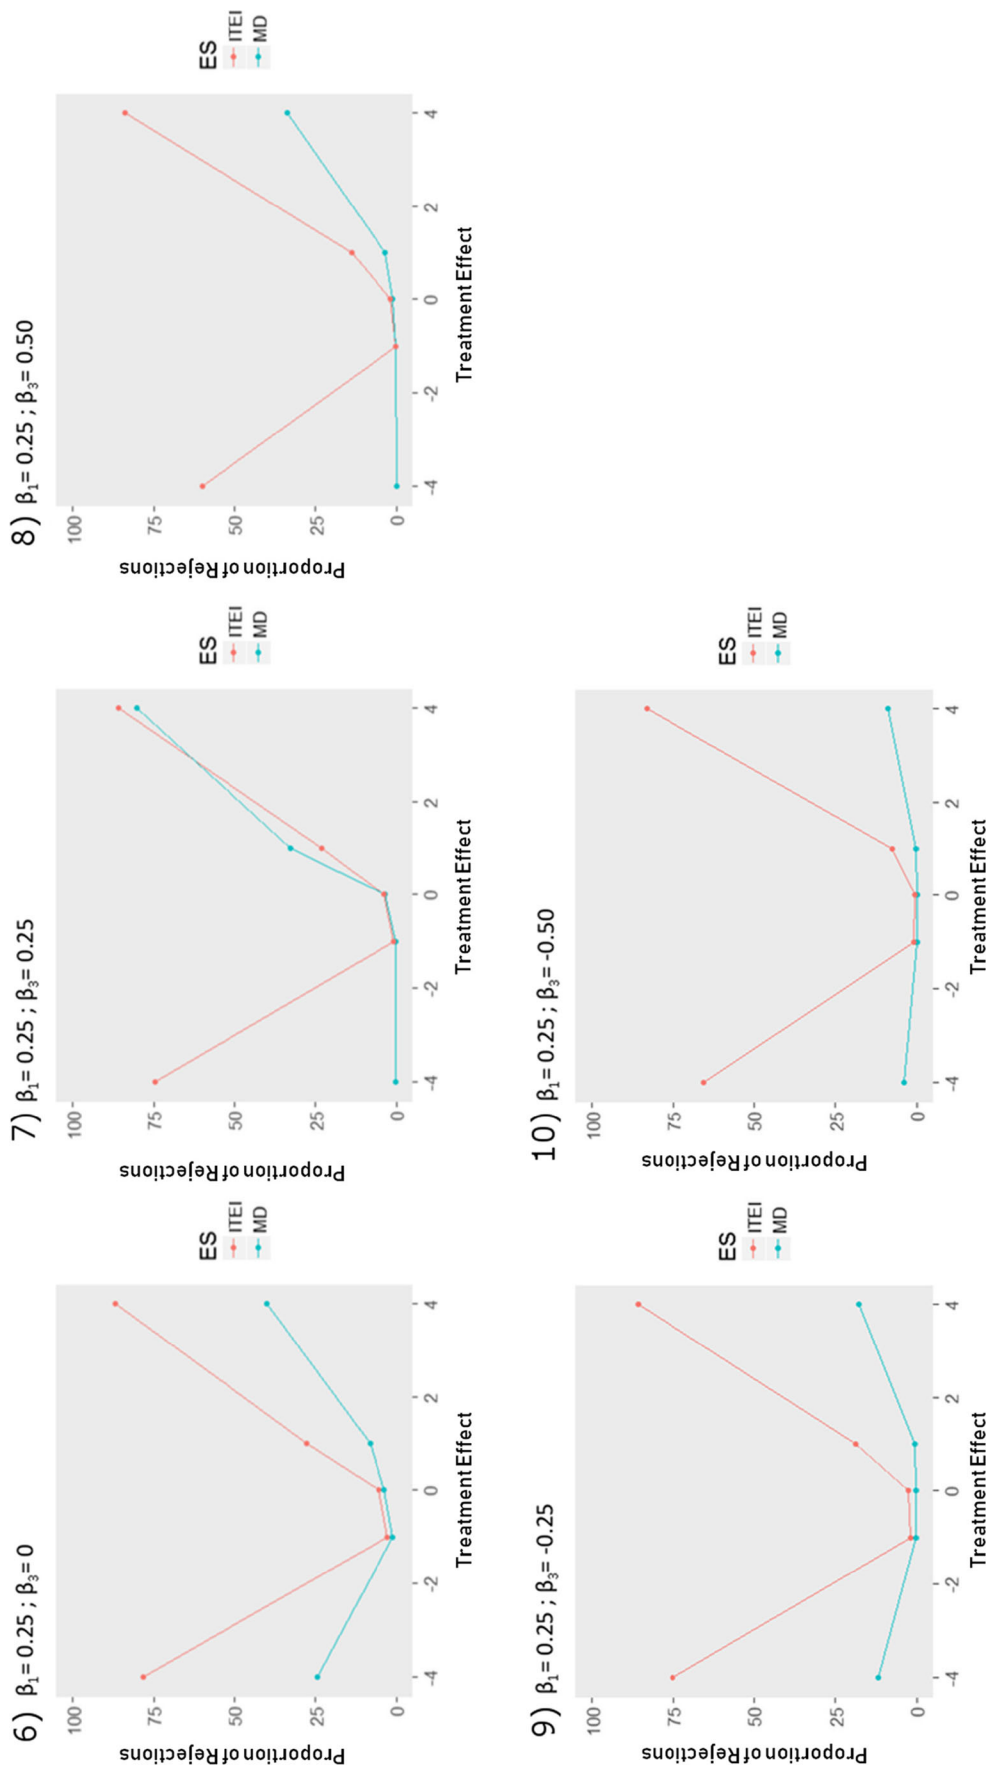 6) β₁= 0.25 ; β₃= 0
Proportion of Rejections
100
75
50
25
0
-4
-2
0
2
4
Treatment Effect
ES
ITEI
MD
7) β₁= 0.25 ; β₃= 0.25
Proportion of Rejections
100
75
50
25
0
-4
-2
0
2
4
Treatment Effect
ES
ITEI
MD
8) β₁= 0.25 ; β₃= 0.50
Proportion of Rejections
100
75
50
25
0
-4
-2
0
2
4
Treatment Effect
ES
ITEI
MD
9) β₁= 0.25 ; β₃= -0.25
Proportion of Rejections
100
75
50
25
0
-4
-2
0
2
4
Treatment Effect
ES
ITEI
MD
10) β₁= 0.25 ; β₃= -0.50
Proportion of Rejections
100
75
50
25
0
-4
-2
0
2
4
Treatment Effect
ES
ITEI
MD